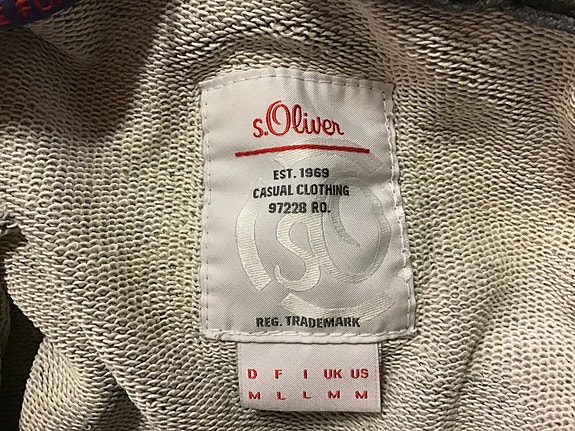 s.Oliver
EST. 1969
CASUAL CLOTHING
97228 RO.
REG. TRADEMARK
D F I UK US
M L L M M